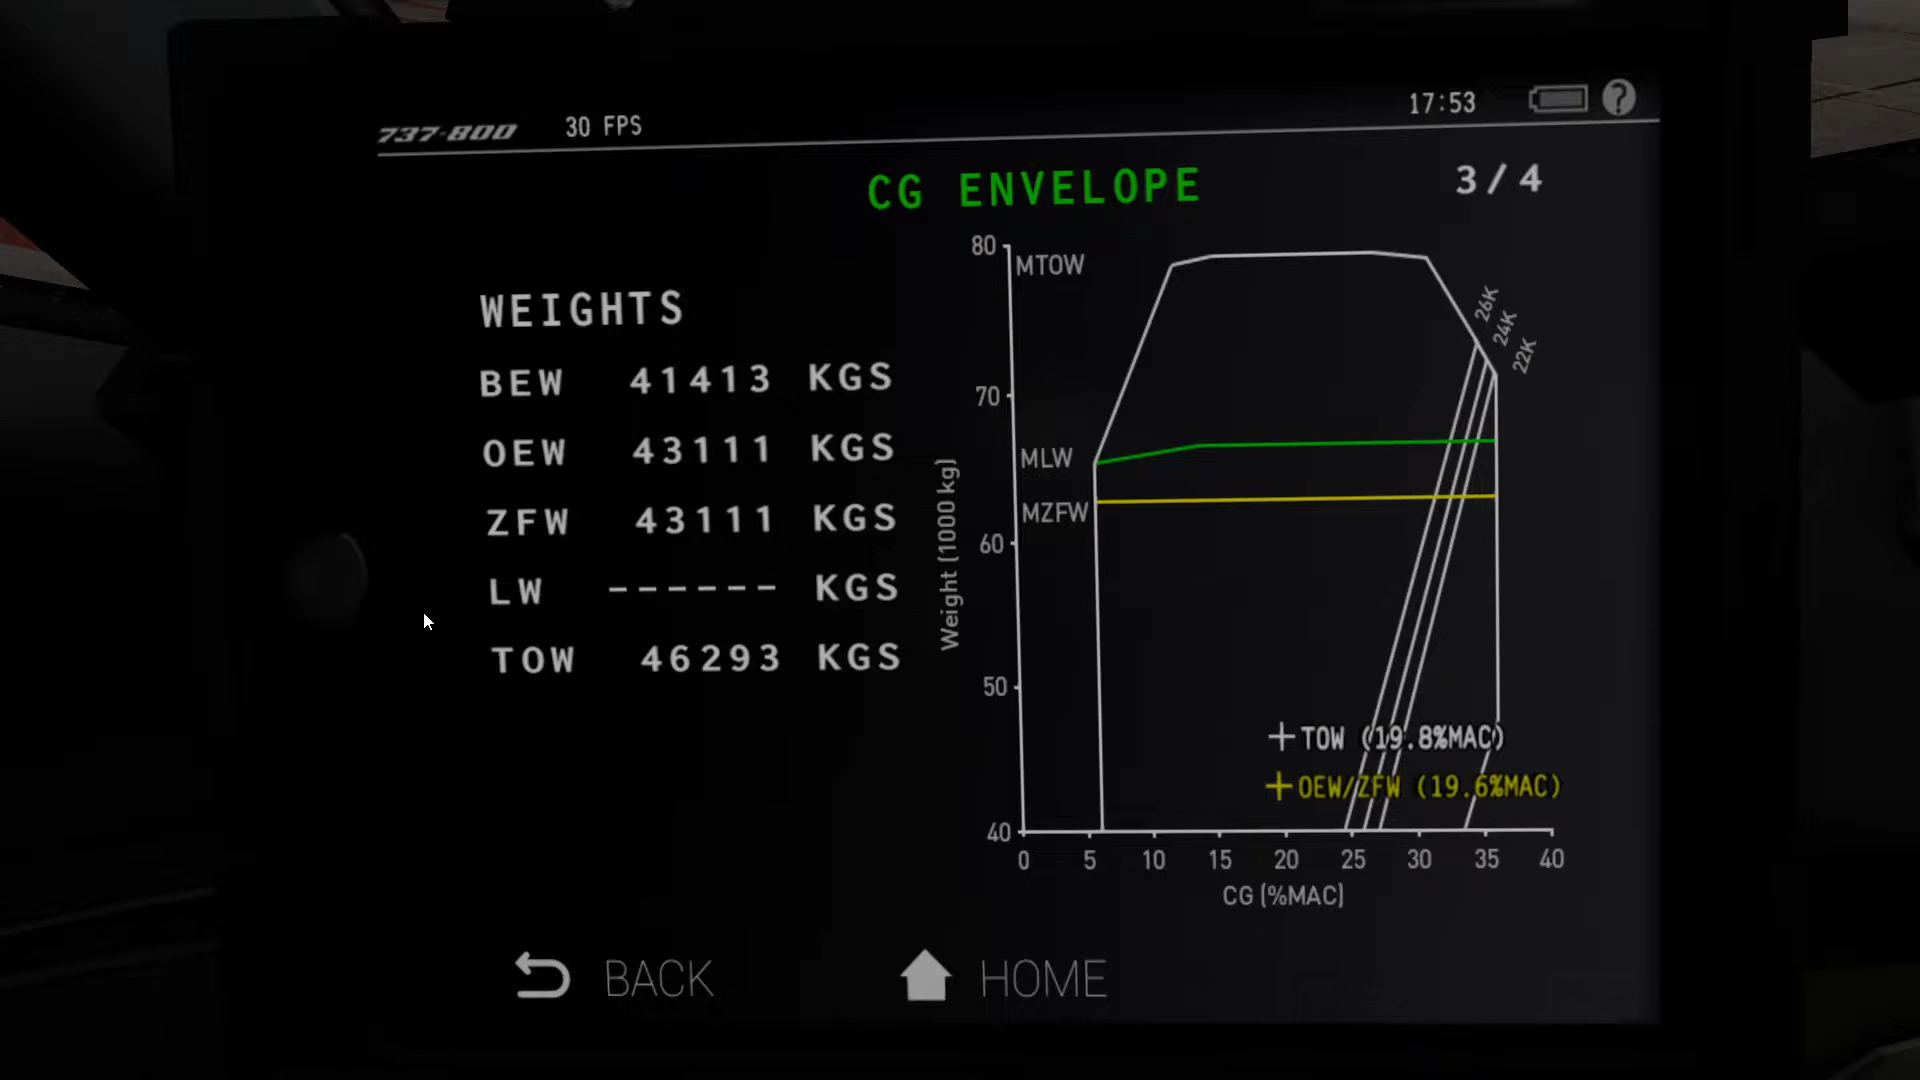 737-800 30 FPS 17:53 ?
CG ENVELOPE 3/4
WEIGHTS
BEW 41413 KGS
OEW 43111 KGS
ZFW 43111 KGS
LW ------ KGS
TOW 46293 KGS
80
70
60
50
40
Weight (1000 kg)
MTOW
MLW
MZFW
26K
24K
22K
TOW (19.8%MAC)
OEW/ZFW (19.6%MAC)
0 5 10 15 20 25 30 35 40
CG (%MAC)
BACK HOME